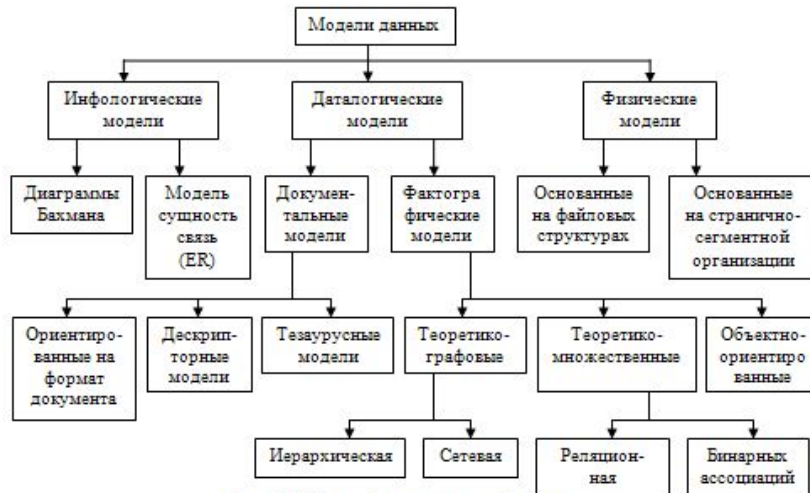 Модели данных
Инфологические
модели
Даталогические
модели
Физические
модели
Диаграммы
Бахмана
Модель
сущность
связь
(ER)
Докумен-
тальные
модели
Фактогра
фические
модели
Основанные
на файловых
структурах
Основанные
на странично-
сегментной
организации
Ориентиро-
ванные на
формат
документа
Дескрип-
торные
модели
Тезаурусные
модели
Теоретико-
графовые
Теоретико-
множественные
Объектно-
ориентиро
ванные
Иерархическая
Сетевая
Реляцион-
ная
Бинарных
ассоциаций